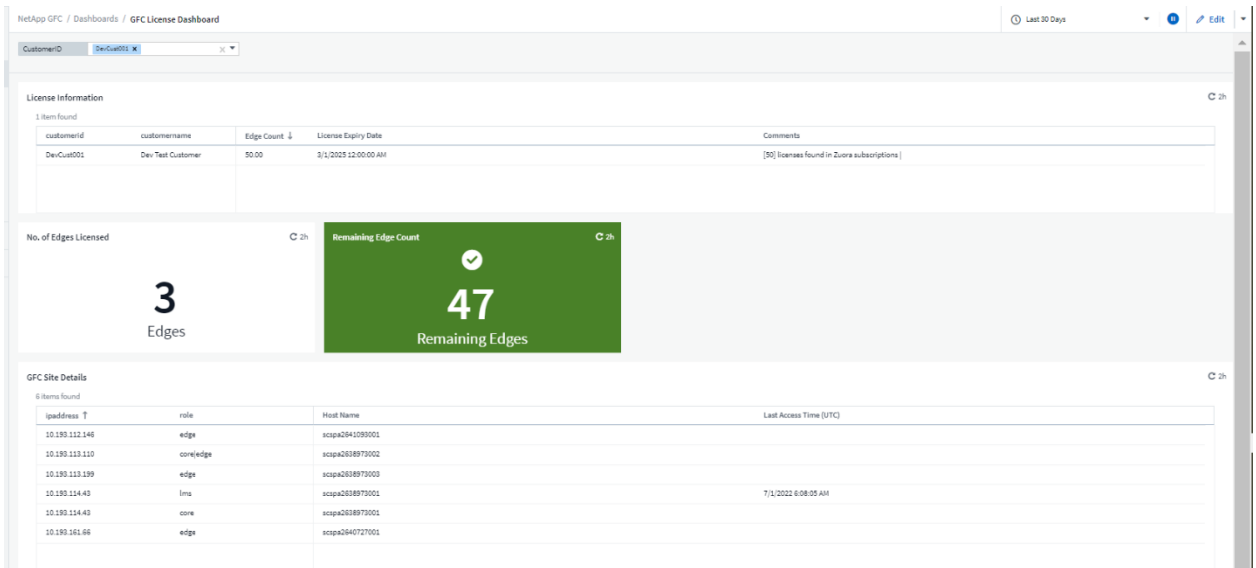 NetApp GFC / Dashboards / GFC License Dashboard Last 30 Days Edit
CustomerID DevCust001 X
License Information 2h
1 item found
customerid customername Edge Count ↓ License Expiry Date Comments
DevCust001 Dev Test Customer 50.00 3/1/2025 12:00:00 AM [50] licenses found in Zuora subscriptions |
No. of Edges Licensed 2h
3
Edges
Remaining Edge Count 2h
47
Remaining Edges
GFC Site Details 2h
6 items found
ipaddress ↑ role Host Name Last Access Time (UTC)
10.193.112.146 edge scspa2641093001
10.193.113.110 core|edge scspa2638973002
10.193.113.199 edge scspa2638973003
10.193.114.43 lms scspa2638973001 7/1/2022 6:08:05 AM
10.193.114.43 core scspa2638973001
10.193.161.66 edge scspa2640727001